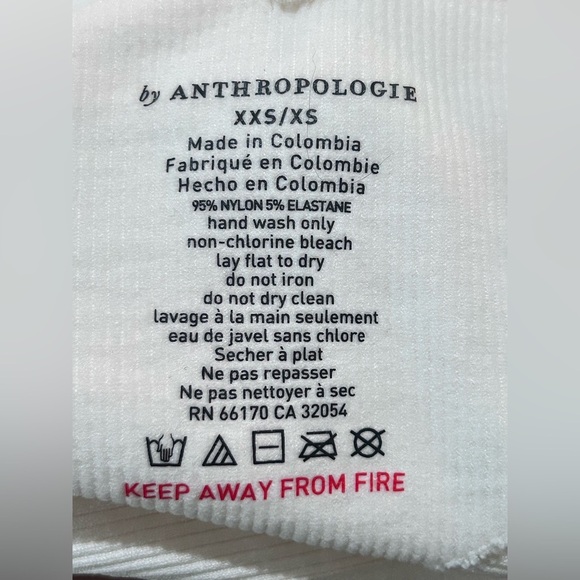 by ANTHROPOLOGIE
XXS/XS
Made in Colombia
Fabriqué en Colombie
Hecho en Colombia
95% NYLON 5% ELASTANE
hand wash only
non-chlorine bleach
lay flat to dry
do not iron
do not dry clean
lavage à la main seulement
eau de javel sans chlore
Secher à plat
Ne pas repasser
Ne pas nettoyer à sec
RN 66170 CA 32054
KEEP AWAY FROM FIRE